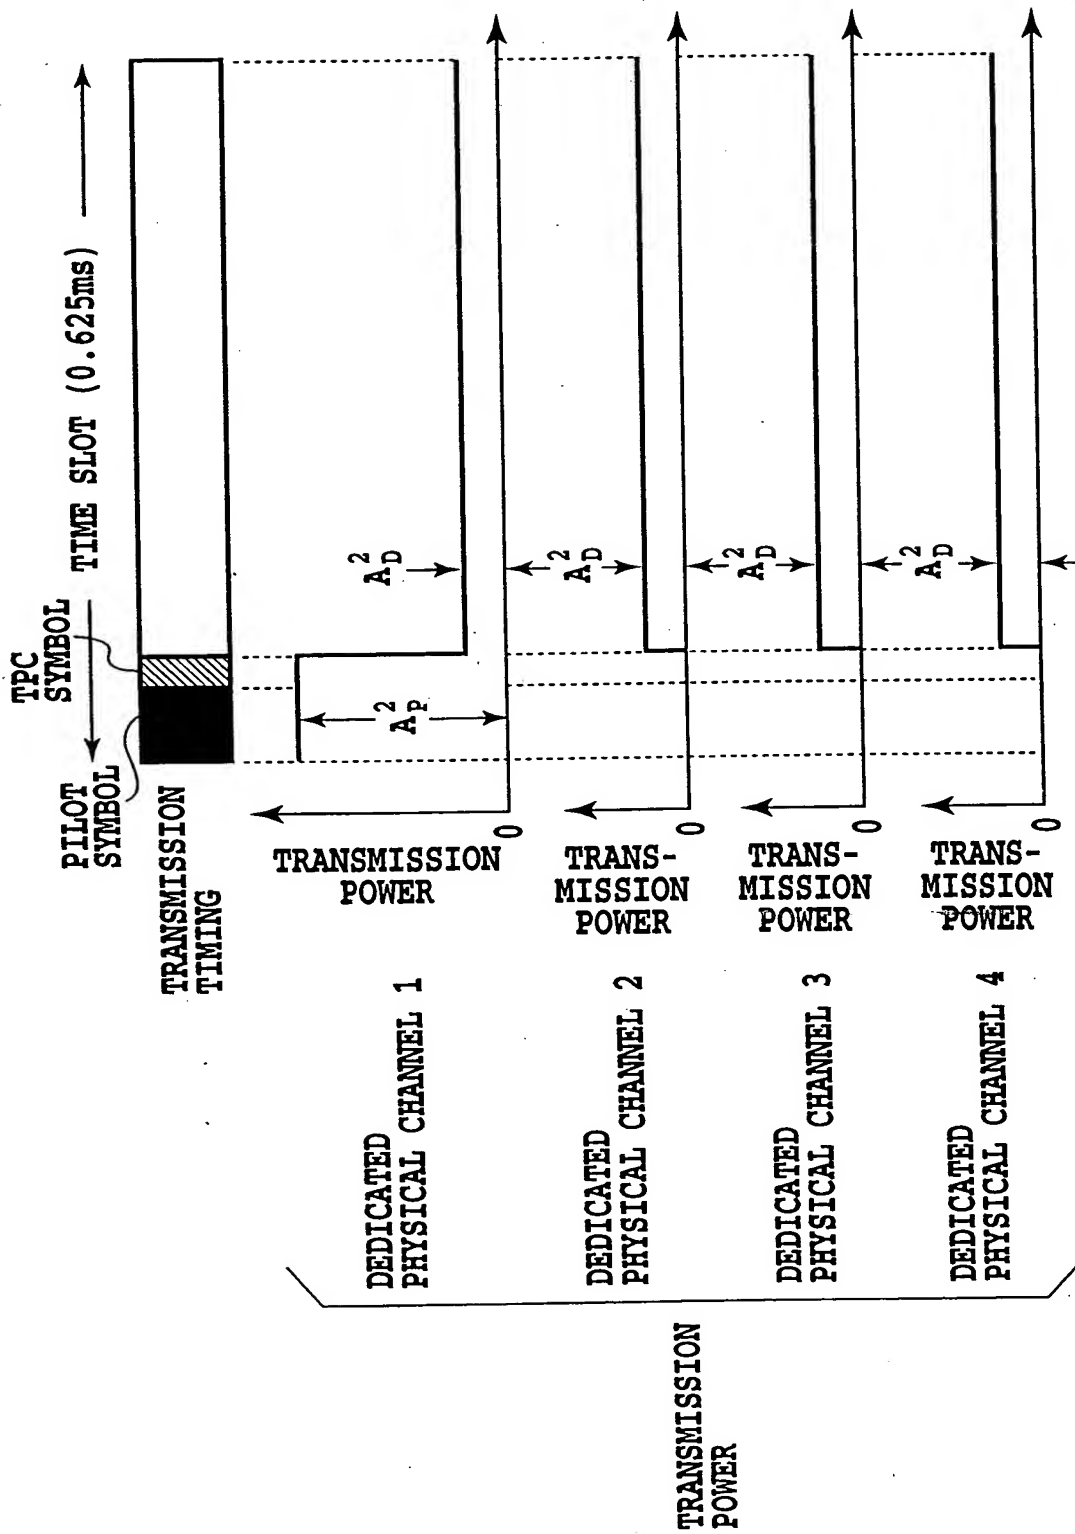 PILOT
SYMBOL
TPC
SYMBOL
TIME SLOT (0.625ms)
TRANSMISSION
TIMING
TRANSMISSION
POWER
DEDICATED
PHYSICAL CHANNEL 1
TRANSMISSION
POWER
0
A²P
A²D
DEDICATED
PHYSICAL CHANNEL 2
TRANS-
MISSION
POWER
0
A²D
DEDICATED
PHYSICAL CHANNEL 3
TRANS-
MISSION
POWER
0
A²D
DEDICATED
PHYSICAL CHANNEL 4
TRANS-
MISSION
POWER
0
A²D